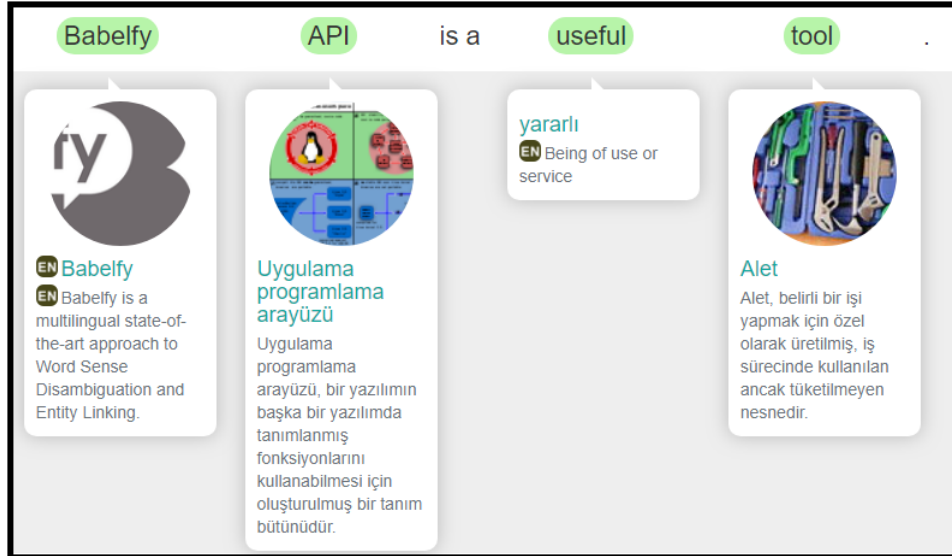 Babelfy API is a useful tool .
fy
EN Babelfy
EN Babelfy is a
multilingual state-of-
the-art approach to
Word Sense
Disambiguation and
Entity Linking.
Uygulama
programlama
arayüzü
Uygulama
programlama
arayüzü, bir yazılımın
başka bir yazılımda
tanımlanmış
fonksiyonlarını
kullanabilmesi için
oluşturulmuş bir tanım
bütünüdür.
yararlı
EN Being of use or
service
Alet
Alet, belirli bir işi
yapmak için özel
olarak üretilmiş, iş
sürecinde kullanılan
ancak tüketilmeyen
nesnedir.